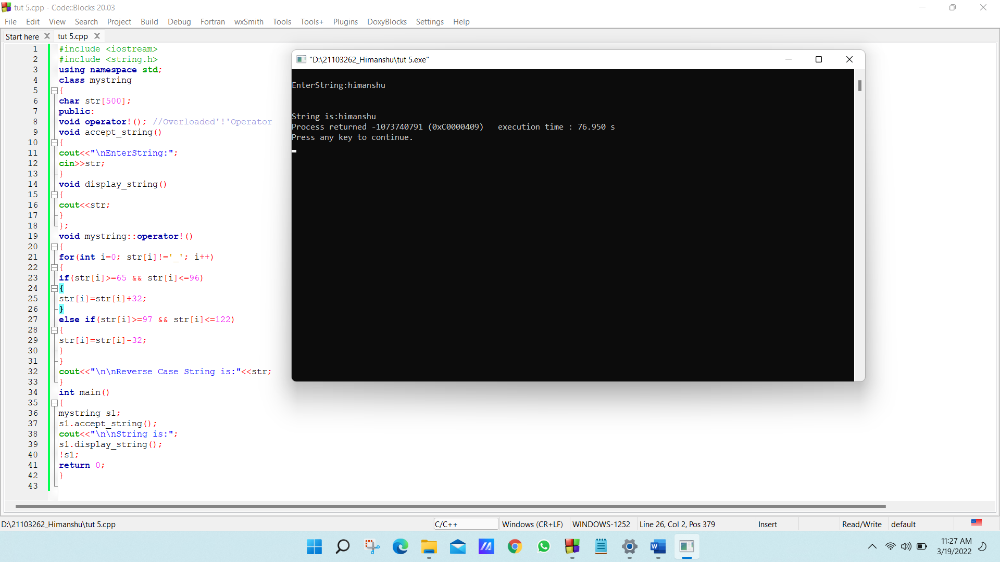 tut 5.cpp - Code::Blocks 20.03
File Edit View Search Project Build Debug Fortran wxSmith Tools Tools+ Plugins DoxyBlocks Settings Help
Start here tut 5.cpp
1 #include <iostream>
2 #include <string.h>
3 using namespace std;
4 class mystring
5 {
6 char str[500];
7 public:
8 void operator!(); //Overloaded'!'Operator
9 void accept_string()
10 {
11 cout<<"\nEnterString:";
12 cin>>str;
13 }
14 void display_string()
15 {
16 cout<<str;
17 }
18 };
19 void mystring::operator!()
20 {
21 for(int i=0; str[i]!='_'; i++)
22 {
23 if(str[i]>=65 && str[i]<=96)
24 {
25 str[i]=str[i]+32;
26 }
27 else if(str[i]>=97 && str[i]<=122)
28 {
29 str[i]=str[i]-32;
30 }
31 }
32 cout<<"\n\nReverse Case String is:"<<str;
33 }
34 int main()
35 {
36 mystring s1;
37 s1.accept_string();
38 cout<<"\n\nString is:";
39 s1.display_string();
40 !s1;
41 return 0;
42 }
43
"D:\21103262_Himanshu\tut 5.exe"
EnterString:himanshu
String is:himanshu
Process returned -1073740791 (0xC0000409)   execution time : 76.950 s
Press any key to continue.
D:\21103262_Himanshu\tut 5.cpp C/C++ Windows (CR+LF) WINDOWS-1252 Line 26, Col 2, Pos 379 Insert Read/Write default
11:27 AM
3/19/2022